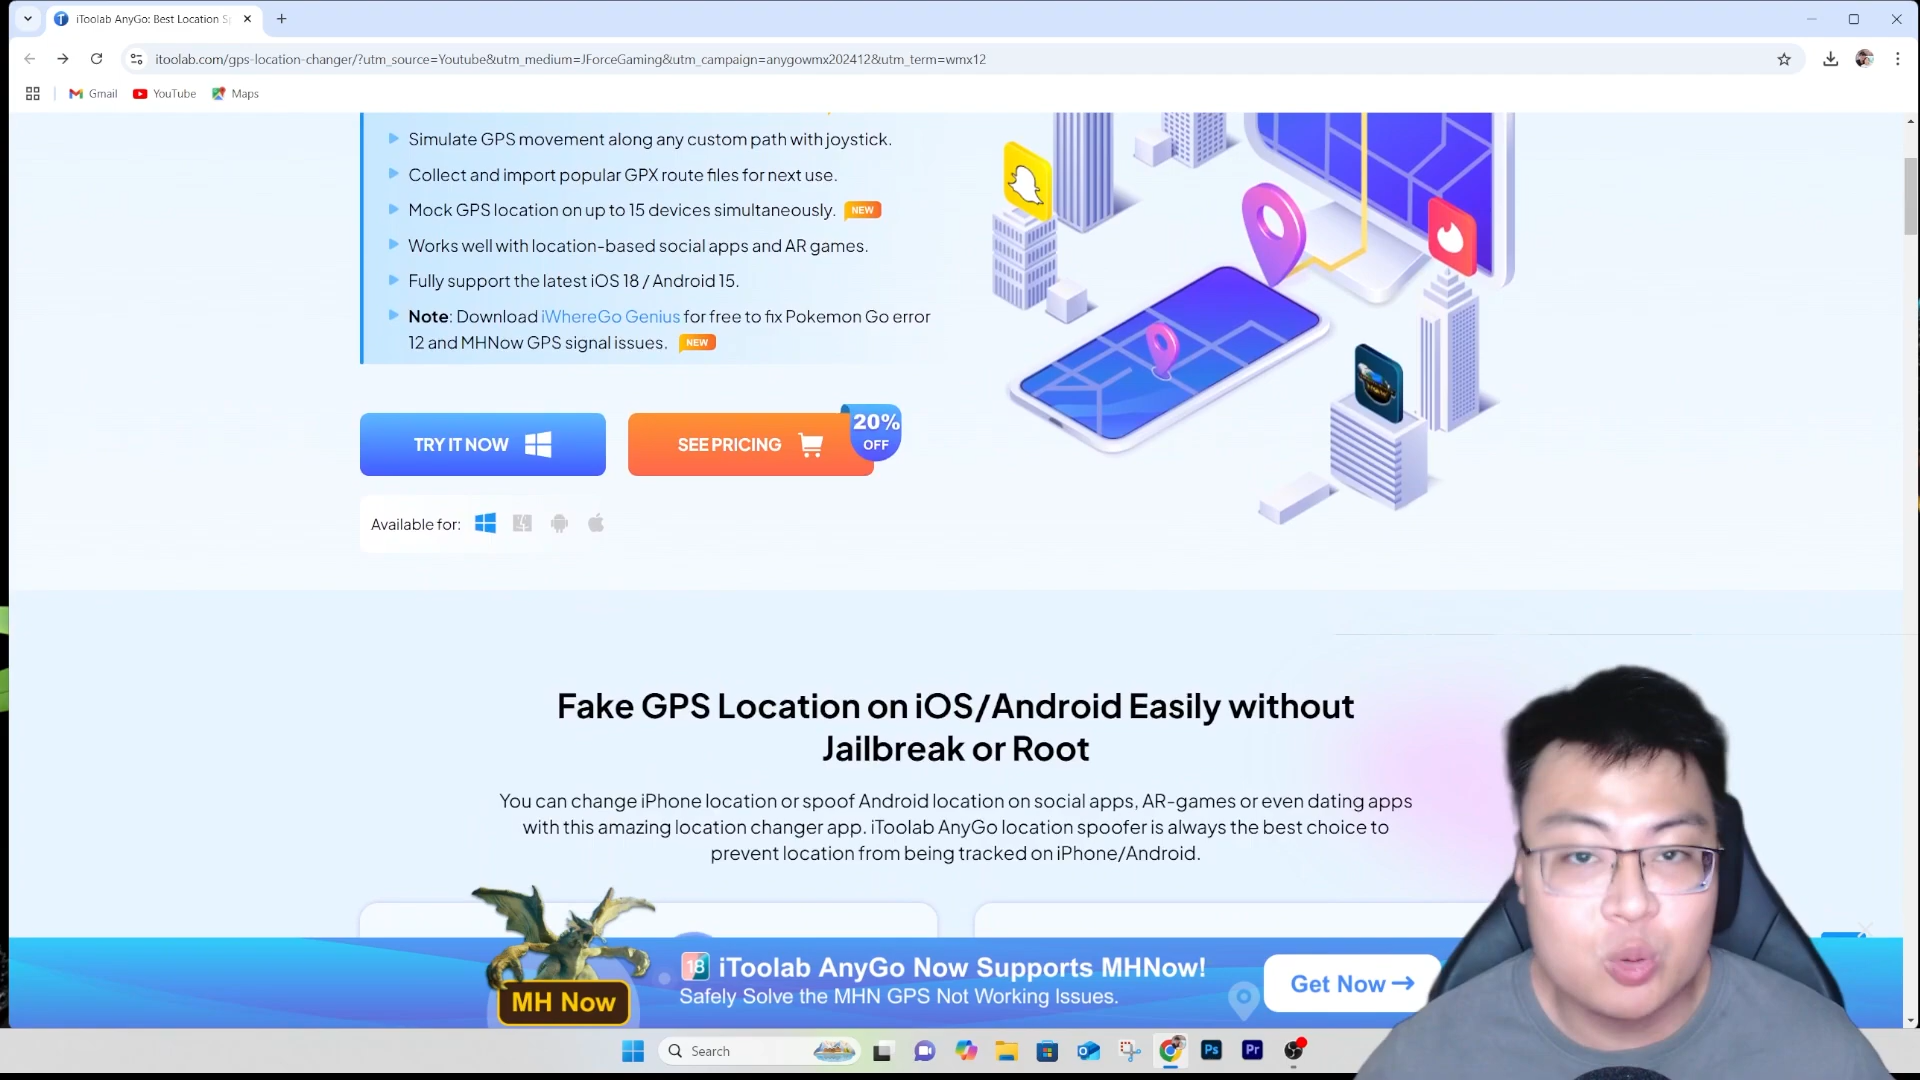 iToolab AnyGo: Best Location S
itoolab.com/gps-location-changer/?utm_source=Youtube&utm_medium=JForceGaming&utm_campaign=anygowmx202412&utm_term=wmx12
Gmail YouTube Maps
Simulate GPS movement along any custom path with joystick.
Collect and import popular GPX route files for next use.
Mock GPS location on up to 15 devices simultaneously. NEW
Works well with location-based social apps and AR games.
Fully support the latest iOS 18 / Android 15.
Note: Download iWhereGo Genius for free to fix Pokemon Go error
12 and MHNow GPS signal issues. NEW
TRY IT NOW
SEE PRICING
20%
OFF
Available for:
Fake GPS Location on iOS/Android Easily without
Jailbreak or Root
You can change iPhone location or spoof Android location on social apps, AR-games or even dating apps
with this amazing location changer app. iToolab AnyGo location spoofer is always the best choice to
prevent location from being tracked on iPhone/Android.
MH Now
18 iToolab AnyGo Now Supports MHNow!
Safely Solve the MHN GPS Not Working Issues.
Get Now →
Search
Ps
Pr